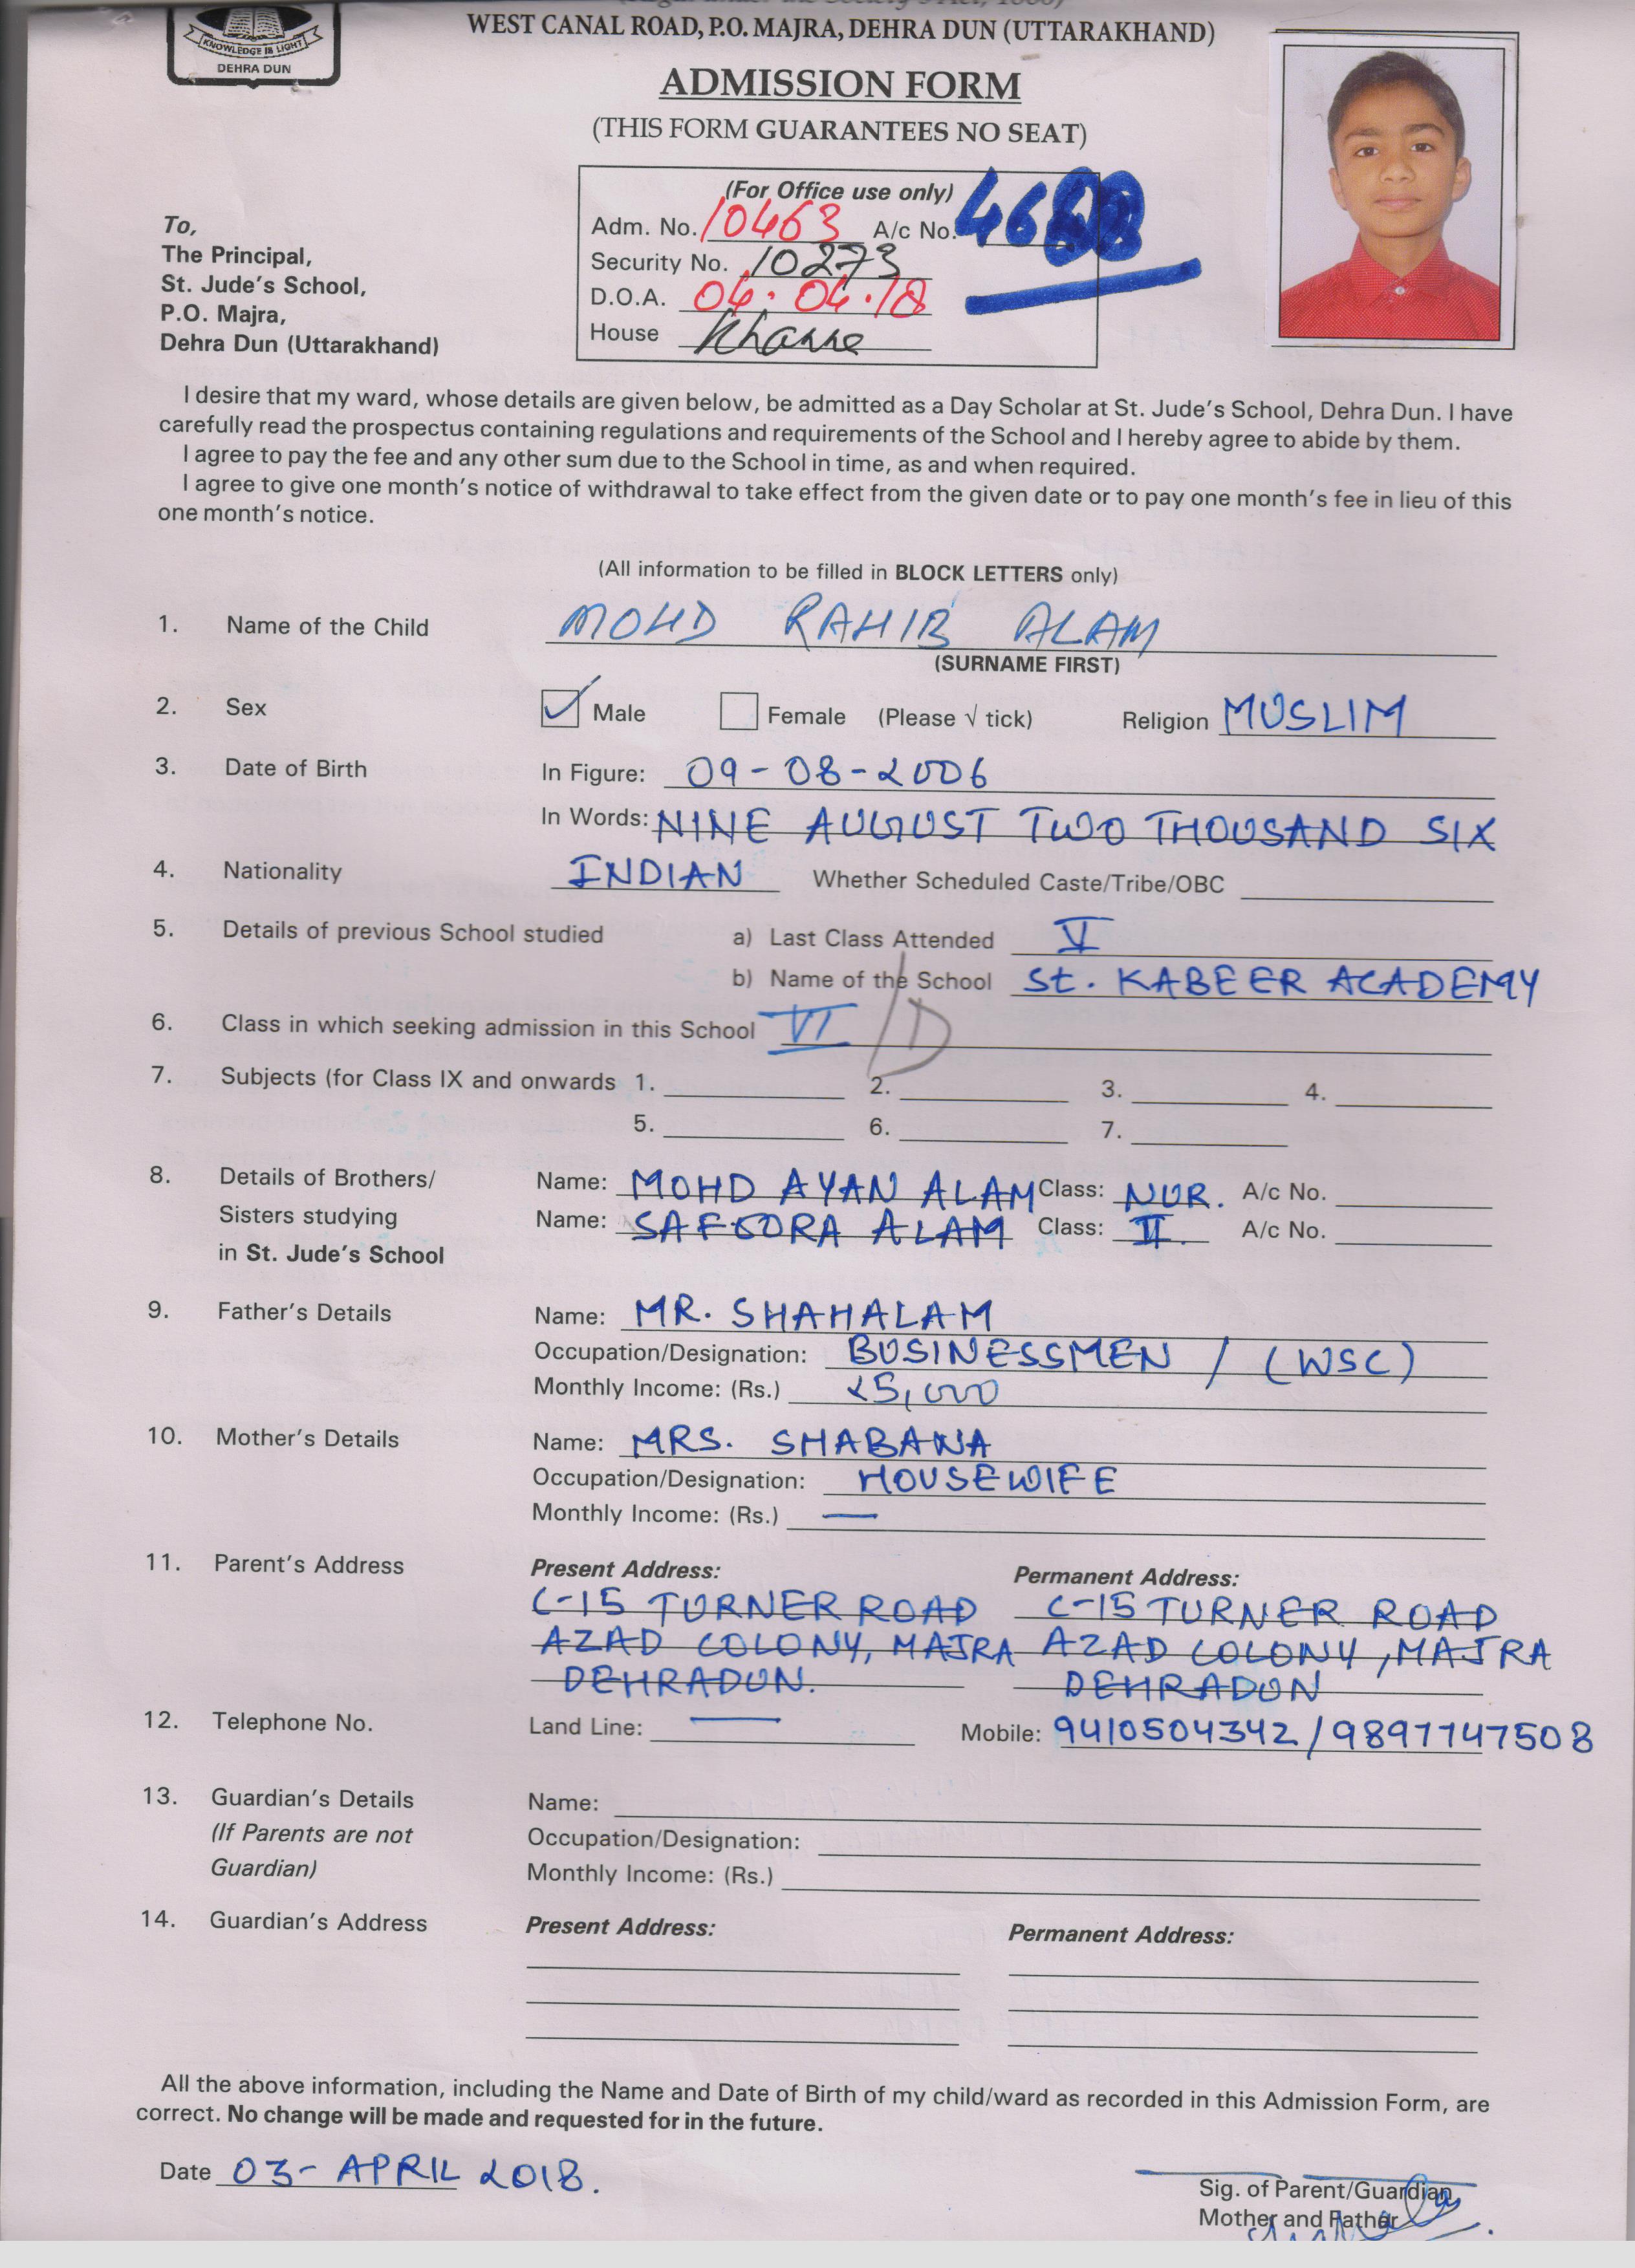 WEST CANAL ROAD, P.O. MAJRA, DEHRA DUN (UTTARAKHAND)
KNOWLEDGE IS LIGHT
DEHRA DUN
ADMISSION FORM
(THIS FORM GUARANTEES NO SEAT)
(For Office use only)
Adm. No. 10463 A/c No.
Security No. 10273
D.O.A. 04.04.18
House
To,
The Principal,
St. Jude's School,
P.O. Majra,
Dehra Dun (Uttarakhand)
I desire that my ward, whose details are given below, be admitted as a Day Scholar at St. Jude's School, Dehra Dun. I have
carefully read the prospectus containing regulations and requirements of the School and I hereby agree to abide by them.
I agree to pay the fee and any other sum due to the School in time, as and when required.
I agree to give one month's notice of withdrawal to take effect from the given date or to pay one month's fee in lieu of this
one month's notice.
(All information to be filled in BLOCK LETTERS only)
1. Name of the Child MOHD RAHIB ALAM
(SURNAME FIRST)
2. Sex Male Female (Please √ tick) Religion MUSLIM
3. Date of Birth In Figure: 09-08-2006
In Words: NINE AUGUST TWO THOUSAND SIX
4. Nationality INDIAN Whether Scheduled Caste/Tribe/OBC
5. Details of previous School studied a) Last Class Attended V
b) Name of the School St. KABEER ACADEMY
6. Class in which seeking admission in this School VI /D
7. Subjects (for Class IX and onwards 1. 2. 3. 4.
5. 6. 7.
8. Details of Brothers/ Name: MOHD AYAN ALAM Class: NUR. A/c No.
Sisters studying Name: SAFOORA ALAM Class: II. A/c No.
in St. Jude's School
9. Father's Details Name: MR. SHAHALAM
Occupation/Designation: BUSINESSMEN / (WSC)
Monthly Income: (Rs.) 25,000
10. Mother's Details Name: MRS. SHABANA
Occupation/Designation: HOUSEWIFE
Monthly Income: (Rs.) —
11. Parent's Address Present Address: Permanent Address:
C-15 TURNER ROAD C-15 TURNER ROAD
AZAD COLONY, MAJRA AZAD COLONY, MAJRA
DEHRADUN. DEHRADUN
12. Telephone No. Land Line: — Mobile: 9410504342/9897747508
13. Guardian's Details Name:
(If Parents are not Occupation/Designation:
Guardian) Monthly Income: (Rs.)
14. Guardian's Address Present Address: Permanent Address:
All the above information, including the Name and Date of Birth of my child/ward as recorded in this Admission Form, are
correct. No change will be made and requested for in the future.
Date 03-APRIL 2018.
Sig. of Parent/Guardian
Mother and Father